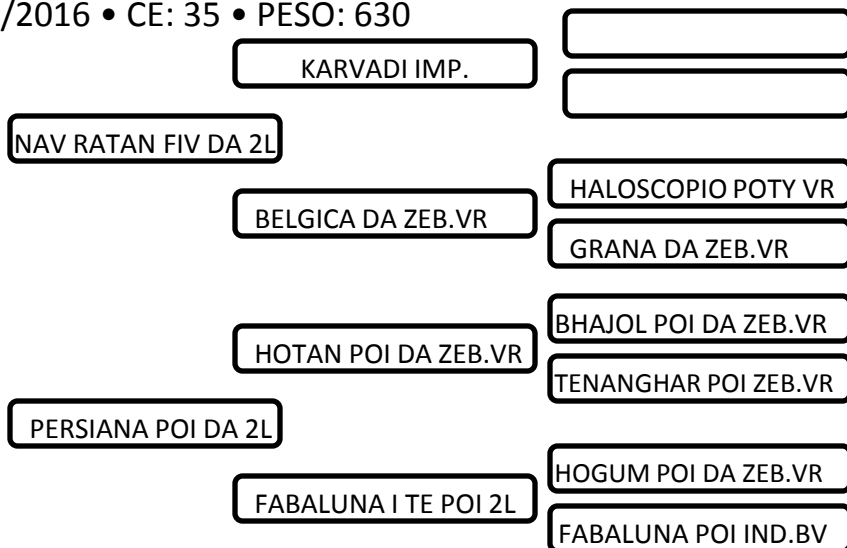 /2016 • CE: 35 • PESO: 630
KARVADI IMP.
NAV RATAN FIV DA 2L
HALOSCOPIO POTY VR
BELGICA DA ZEB.VR
GRANA DA ZEB.VR
BHAJOL POI DA ZEB.VR
HOTAN POI DA ZEB.VR
TENANGHAR POI ZEB.VR
PERSIANA POI DA 2L
HOGUM POI DA ZEB.VR
FABALUNA I TE POI 2L
FABALUNA POI IND.BV